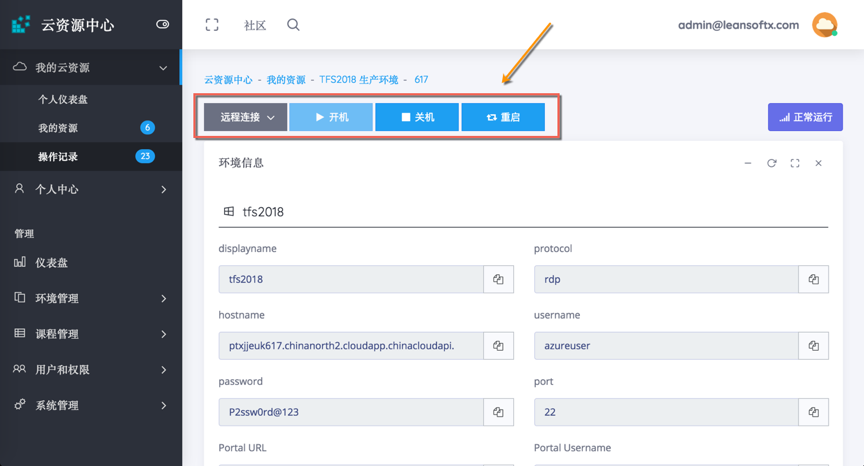 云资源中心
社区
admin@leansoftx.com
我的云资源
个人仪表盘
我的资源 6
操作记录 23
个人中心
管理
仪表盘
环境管理
课程管理
用户和权限
系统管理
云资源中心 - 我的资源 - TFS2018 生产环境 - 617
远程连接 开机 关机 重启
正常运行
环境信息
tfs2018
displayname protocol
tfs2018 rdp
hostname username
ptxjjeuk617.chinanorth2.cloudapp.chinacloudapi. azureuser
password port
P2ssw0rd@123 22
Portal URL Portal Username